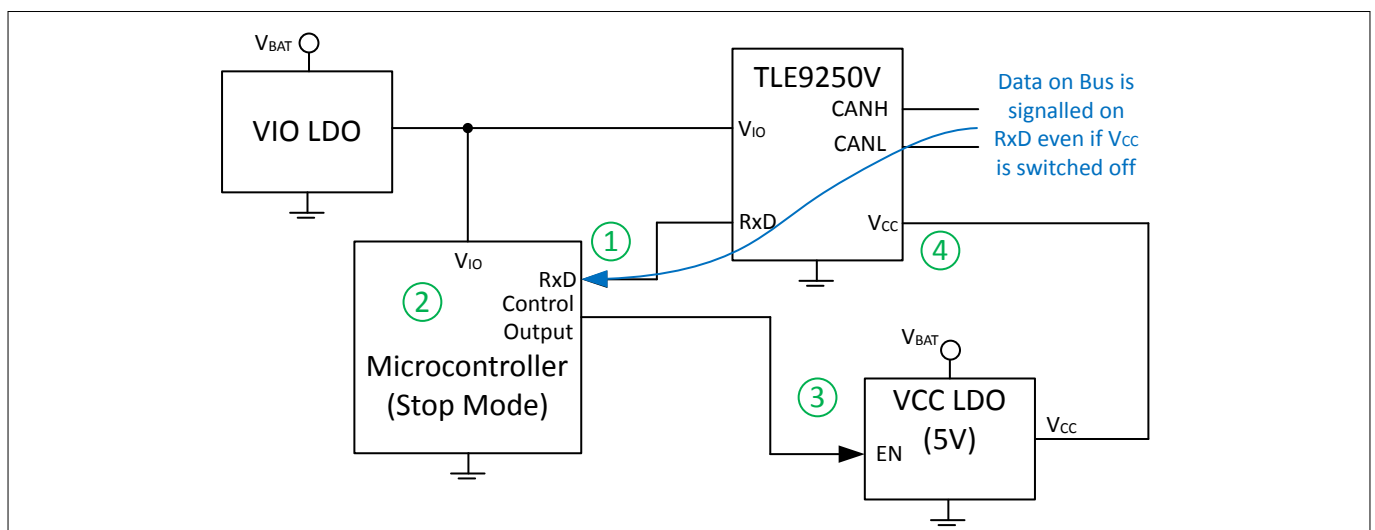 VBAT
VIO LDO
TLE9250V
VIO
CANH
CANL
RxD
VCC
Data on Bus is
signalled on
RxD even if VCC
is switched off
1
VIO
RxD
2
Control
Output
Microcontroller
(Stop Mode)
4
3
VBAT
VCC LDO
(5V)
EN
VCC